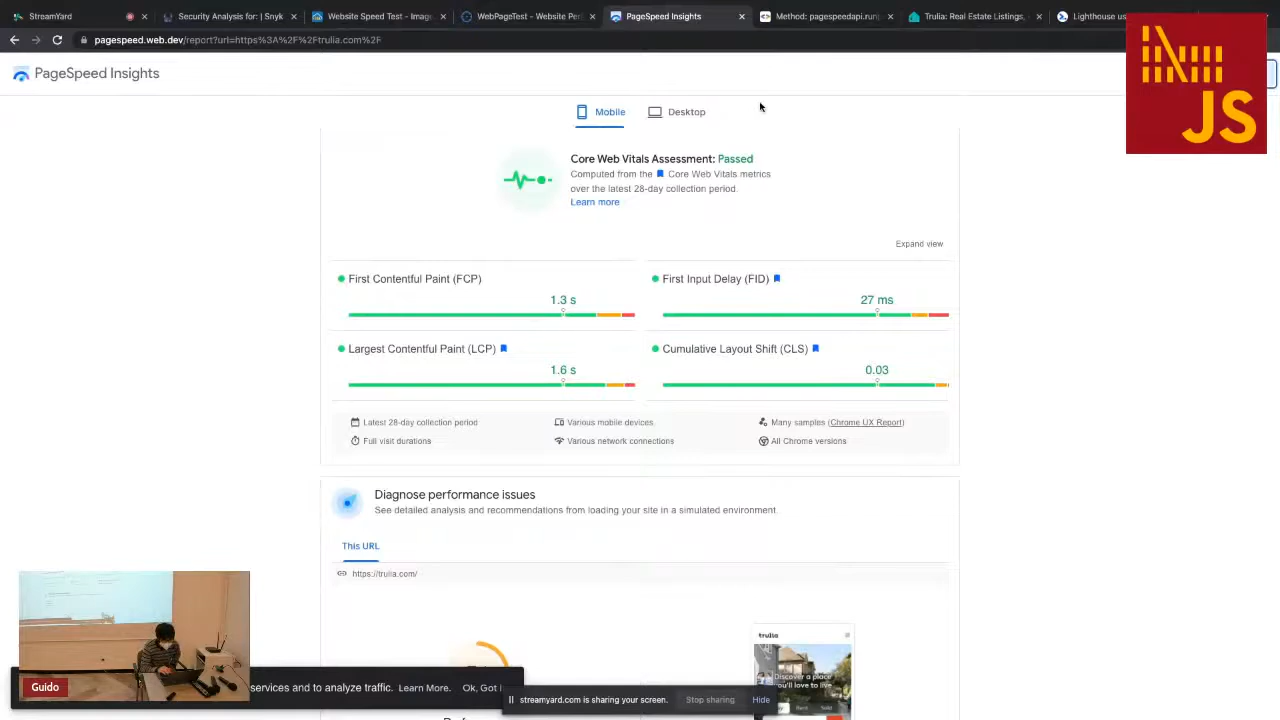 StreamYard
Security Analysis for: | Snyk
Website Speed Test - Image
WebPageTest - Website Per
PageSpeed Insights
Method: pagespeedapi.run
Trulia: Real Estate Listings,
Lighthouse us
pagespeed.web.dev/report?url=https%3A%2F%2Ftrulia.com%2F
PageSpeed Insights
JS
Mobile
Desktop
Core Web Vitals Assessment: Passed
Computed from the Core Web Vitals metrics
over the latest 28-day collection period.
Learn more
Expand view
First Contentful Paint (FCP)
1.3 s
First Input Delay (FID)
27 ms
Largest Contentful Paint (LCP)
1.6 s
Cumulative Layout Shift (CLS)
0.03
Latest 28-day collection period
Various mobile devices
Many samples (Chrome UX Report)
Full visit durations
Various network connections
All Chrome versions
Diagnose performance issues
See detailed analysis and recommendations from loading your site in a simulated environment.
This URL
https://trulia.com/
trulia
Discover a place
you'll love to live
Rent
Sold
Guido
services and to analyze traffic. Learn More. Ok, Got i
streamyard.com is sharing your screen.
Stop sharing
Hide